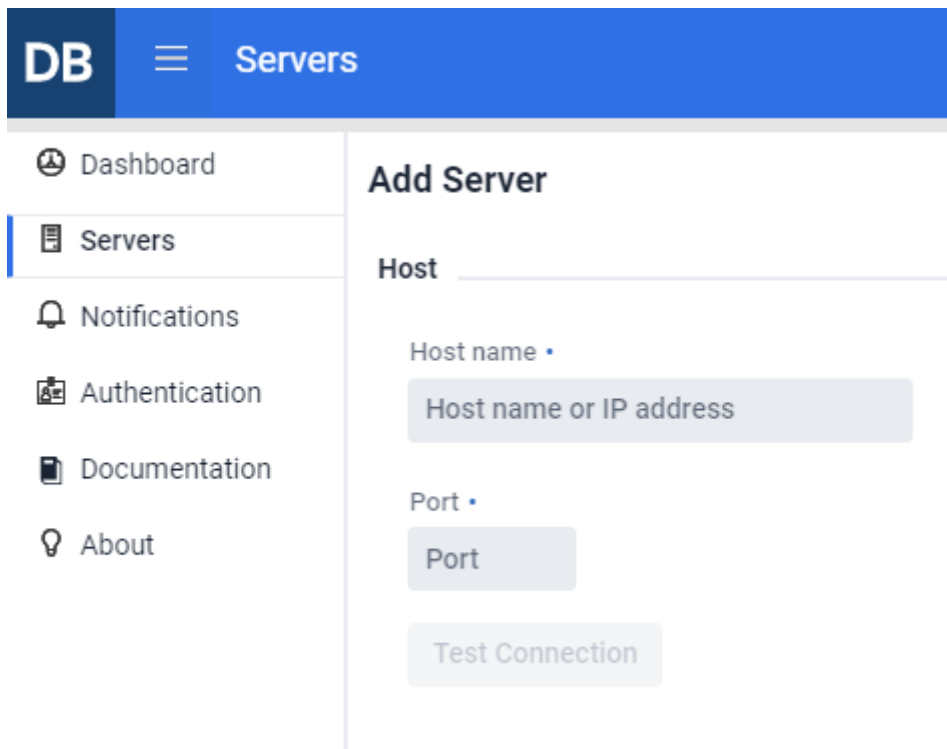 DB
Servers
Dashboard
Servers
Notifications
Authentication
Documentation
About
Add Server
Host
Host name •
Host name or IP address
Port •
Port
Test Connection